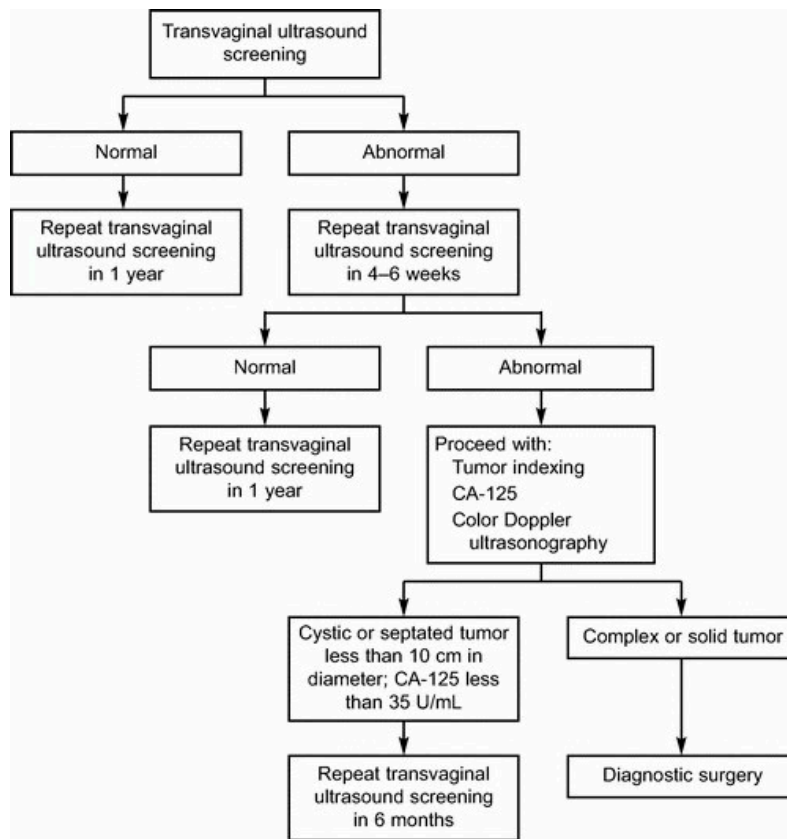 Transvaginal ultrasound
screening
Normal
Abnormal
Repeat transvaginal
ultrasound screening
in 1 year
Repeat transvaginal
ultrasound screening
in 4–6 weeks
Normal
Abnormal
Repeat transvaginal
ultrasound screening
in 1 year
Proceed with:
Tumor indexing
CA-125
Color Doppler
ultrasonography
Cystic or septated tumor
less than 10 cm in
diameter; CA-125 less
than 35 U/mL
Complex or solid tumor
Repeat transvaginal
ultrasound screening
in 6 months
Diagnostic surgery